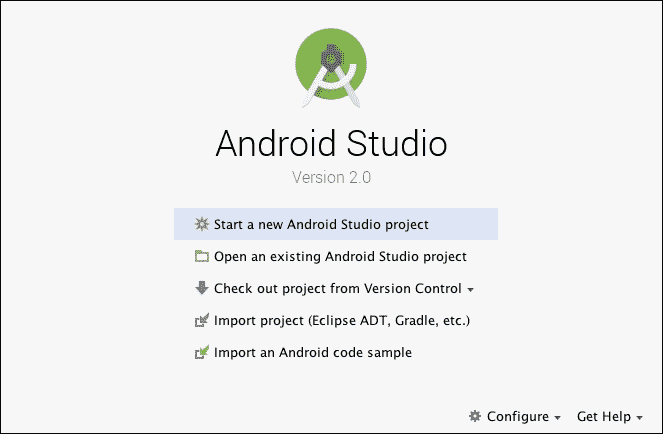 Android Studio
Version 2.0
Start a new Android Studio project
Open an existing Android Studio project
Check out project from Version Control
Import project (Eclipse ADT, Gradle, etc.)
Import an Android code sample
Configure Get Help